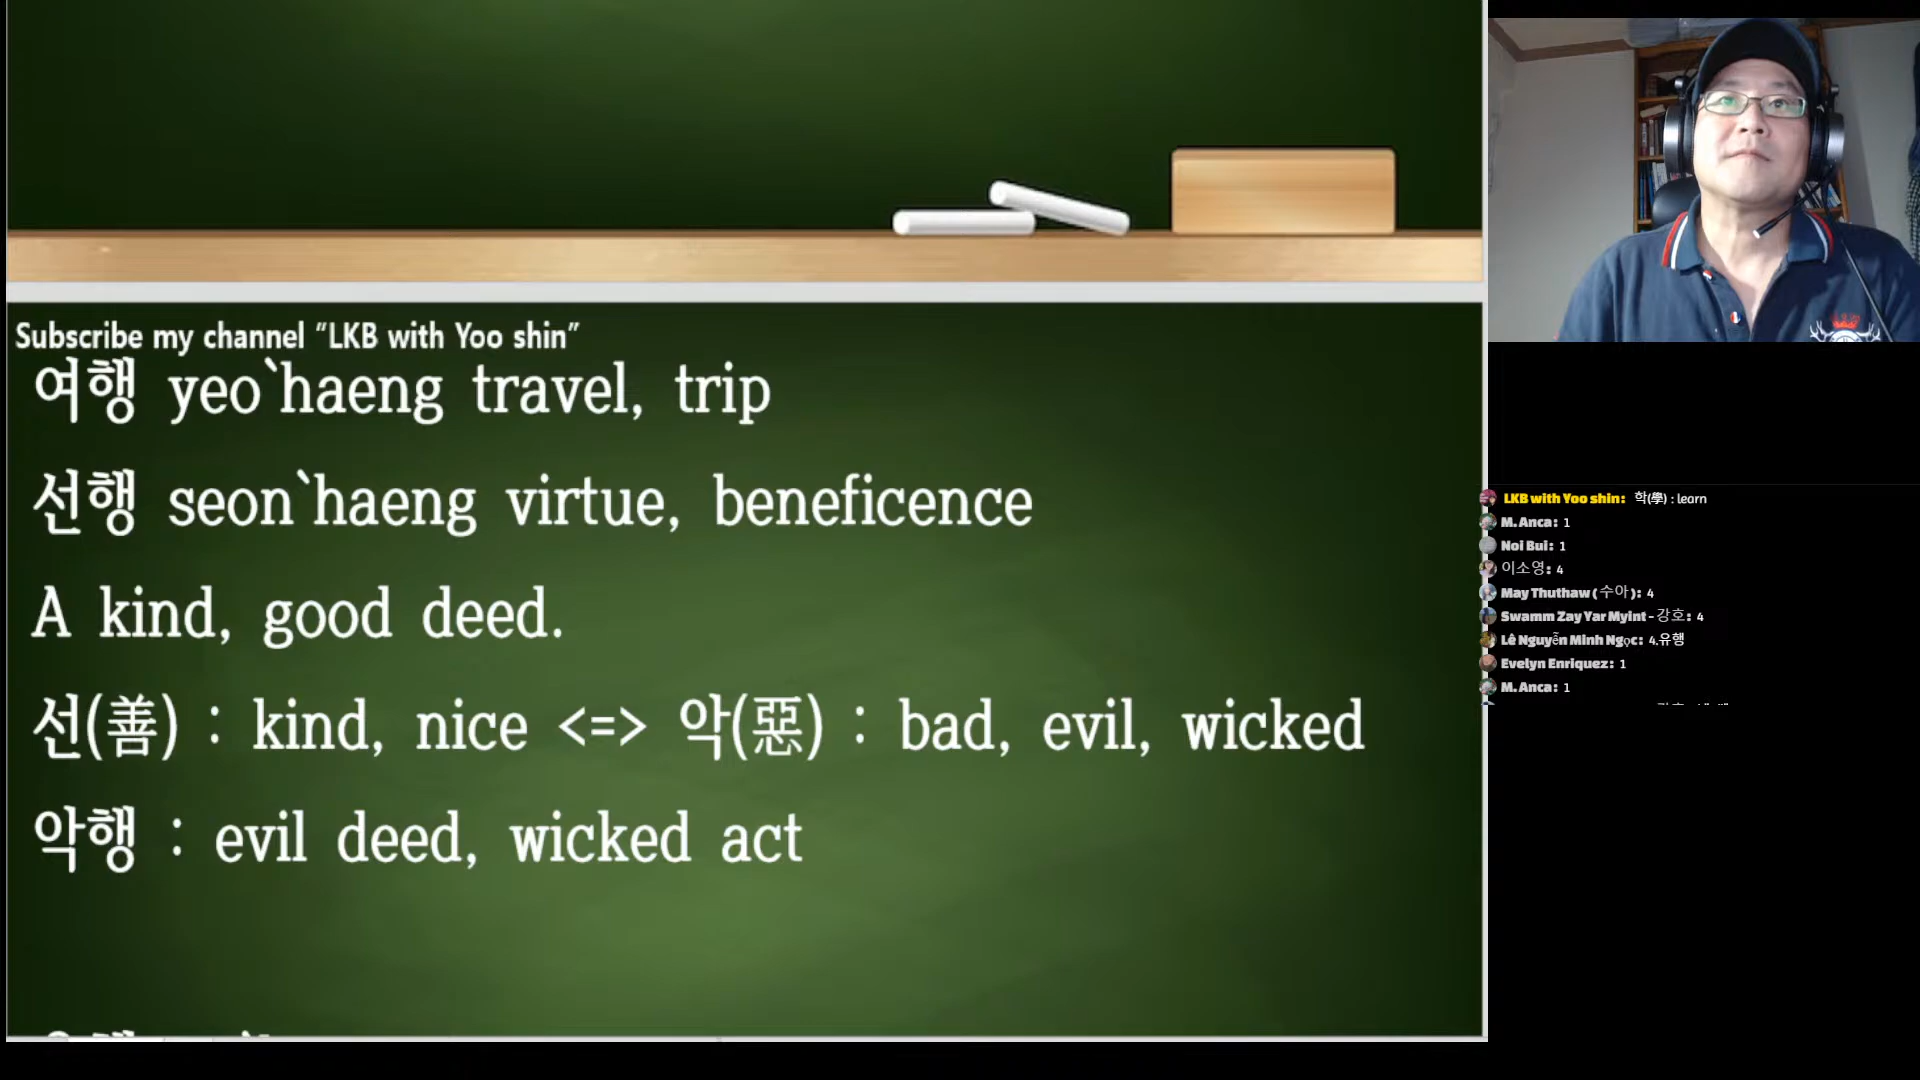 Subscribe my channel "LKB with Yoo shin"
여행 yeo`haeng travel, trip
선행 seon`haeng virtue, beneficence
A kind, good deed.
선(善) : kind, nice <=> 악(惡) : bad, evil, wicked
악행 : evil deed, wicked act
LKB with Yoo shin: 학(學) : learn
M. Anca: 1
Noi Bui: 1
이소영: 4
May Thuthaw ( 수아 ): 4
Swamm Zay Yar Myint - 강호: 4
Lê Nguyễn Minh Ngọc: 4.유행
Evelyn Enriquez: 1
M. Anca: 1